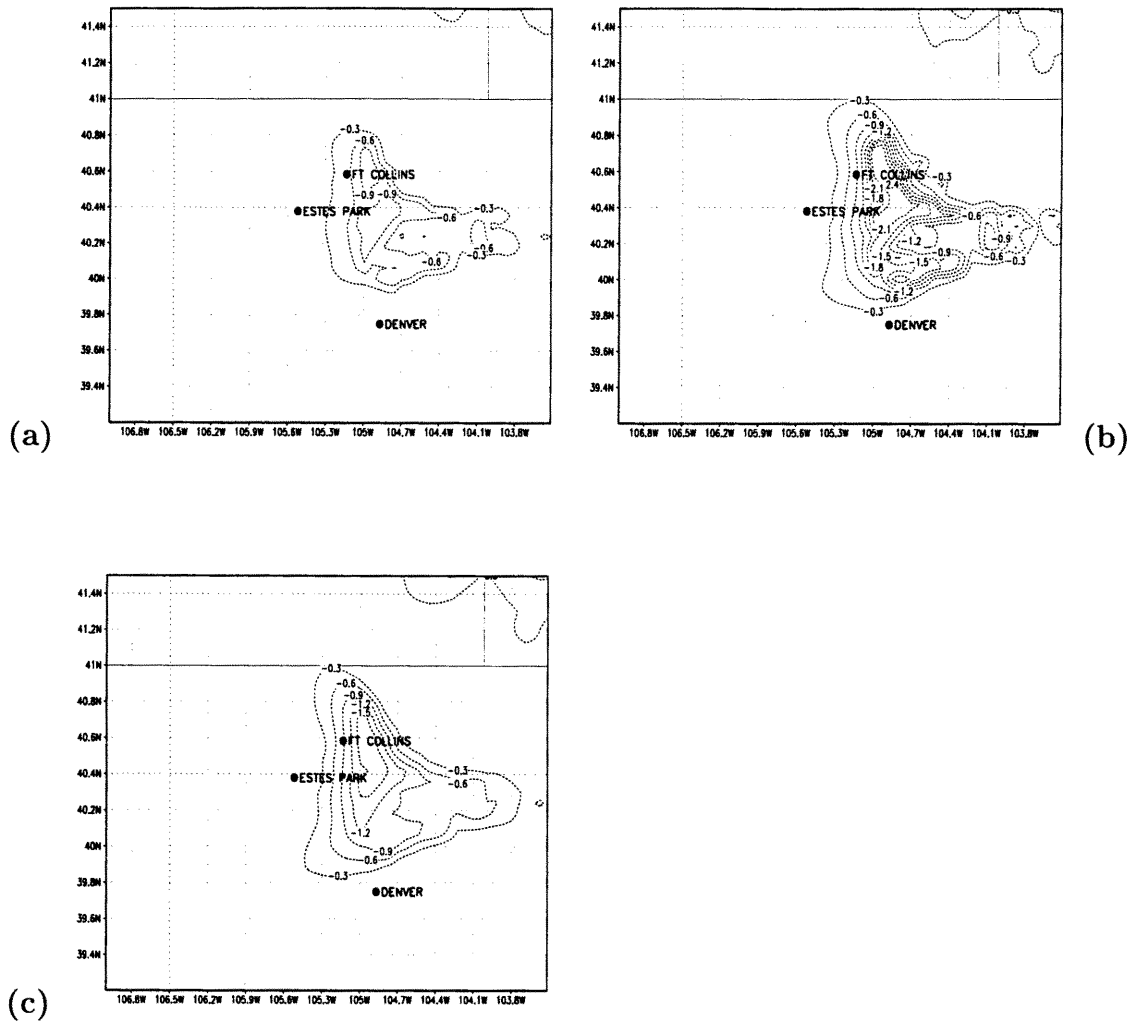 41.4N
41.2N
41N
40.8N
40.6N
40.4N
40.2N
40N
39.8N
39.6N
39.4N
106.8W 106.5W 106.2W 105.9W 105.6W 105.3W 105W 104.7W 104.4W 104.1W 103.8W
-0.3
-0.6
FT COLLINS
-0.9 -0.9
ESTES PARK
-0.6
-0.3
-0.6
-0.3
-0.6
DENVER
(a)
-0.3
41.4N
41.2N
41N
40.8N
40.6N
40.4N
40.2N
40N
39.8N
39.6N
39.4N
106.8W 106.5W 106.2W 105.9W 105.6W 105.3W 105W 104.7W 104.4W 104.1W 103.8W
-0.3
-0.6
-0.9
-1.2
FT COLLINS
-0.3
2.4
-2.1
-1.8
ESTES PARK
-0.6
-2.1
-1.2
-0.9
-1.5
-0.9
-1.8
-1.5
-0.6
-0.3
-1.2
-0.6
-0.3
DENVER
(b)
41.4N
41.2N
41N
40.8N
40.6N
40.4N
40.2N
40N
39.8N
39.6N
39.4N
106.8W 106.5W 106.2W 105.9W 105.6W 105.3W 105W 104.7W 104.4W 104.1W 103.8W
-0.3
-0.6
-0.9
-1.2
-1.5
FT COLLINS
ESTES PARK
-0.3
-0.6
-1.2
-0.9
-0.6
-0.3
DENVER
(c)